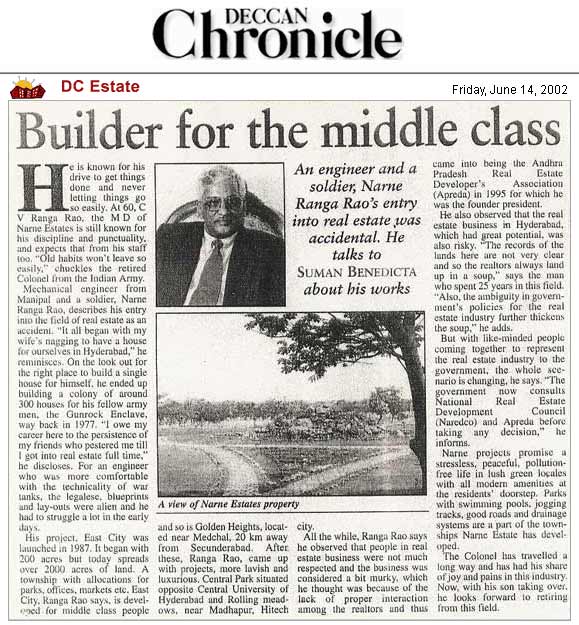 DECCAN
Chronicle
DC Estate
Friday, June 14, 2002
Builder for the middle class
He is known for his
drive to get things
done and never
letting things go
so easily. At 60, C
V Ranga Rao, the M D of
Narne Estates is still known for
his discipline and punctuality,
and expects that from his staff
too. "Old habits won't leave so
easily," chuckles the retired
Colonel from the Indian Army.
Mechanical engineer from
Manipal and a soldier, Narne
Ranga Rao, describes his entry
into the field of real estate as an
accident. "It all began with my
wife's nagging to have a house
for ourselves in Hyderabad," he
reminisces. On the look out for
the right place to build a single
house for himself, he ended up
building a colony of around
300 houses for his fellow army
men, the Gunrock Enclave,
way back in 1977. "I owe my
career here to the persistence of
my friends who pestered me till
I got into real estate full time,"
he discloses. For an engineer
who was more comfortable
with the technicality of war
tanks, the legalese, blueprints
and lay-outs were alien and he
had to struggle a lot in the early
days.
His project, East City was
launched in 1987. It began with
200 acres but today spreads
over 2000 acres of land. A
township with allocations for
parks, offices, markets etc. East
City, Ranga Rao says, is devel-
oped for middle class people
An engineer and a
soldier, Narne
Ranga Rao's entry
into real estate was
accidental. He
talks to
SUMAN BENEDICTA
about his works
A view of Narne Estates property
and so is Golden Heights, locat-
ed near Medchal, 20 km away
from Secunderabad. After
these, Ranga Rao, came up
with projects, more lavish and
luxurious. Central Park situated
opposite Central University of
Hyderabad and Rolling mead-
ows, near Madhapur, Hitech
city.
All the while, Ranga Rao says
he observed that people in real
estate business were not much
respected and the business was
considered a bit murky, which
he thought was because of the
lack of proper interaction
among the realtors and thus
came into being the Andhra
Pradesh Real Estate
Developer's Association
(Apreda) in 1995 for which he
was the founder president.
He also observed that the real
estate business in Hyderabad,
which had great potential, was
also risky. "The records of the
lands here are not very clear
and so the realtors always land
up in a soup," says the man
who spent 25 years in this field.
"Also, the ambiguity in govern-
ment's policies for the real
estate industry further thickens
the soup," he adds.
But with like-minded people
coming together to represent
the real estate industry to the
government, the whole sce-
nario is changing, he says. "The
government now consults
National Real Estate
Development Council
(Naredco) and Apreda before
taking any decision," he
informs.
Narne projects promise a
stressless, peaceful, pollution-
free life in lush green locales
with all modern amenities at
the residents' doorstep. Parks
with swimming pools, jogging
tracks, good roads and drainage
systems are a part of the town-
ships Narne Estate has devel-
oped.
The Colonel has travelled a
long way and has had his share
of joy and pains in this industry.
Now, with his son taking over,
he looks forward to retiring
from this field.